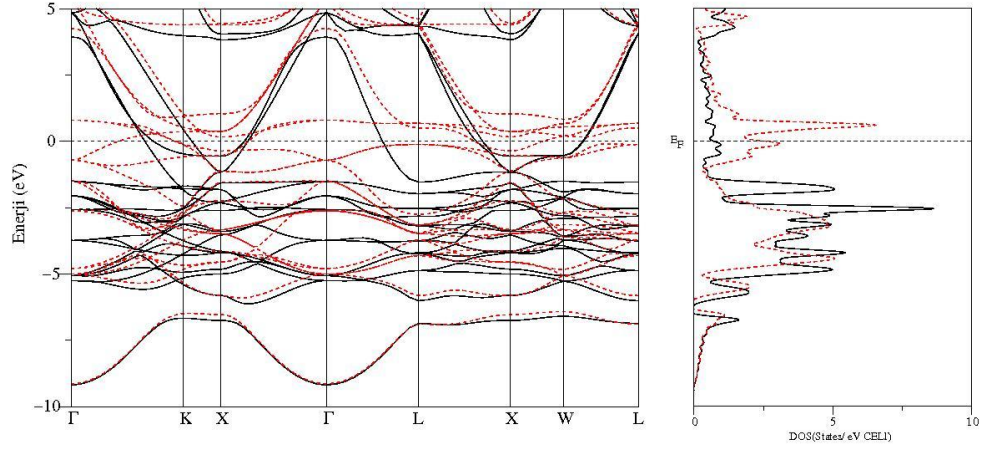 5
0
−5
−10
Enerji (eV)
Γ K X Γ L X W L
E_F
0 5 10
DOS(States/ eV CELL)